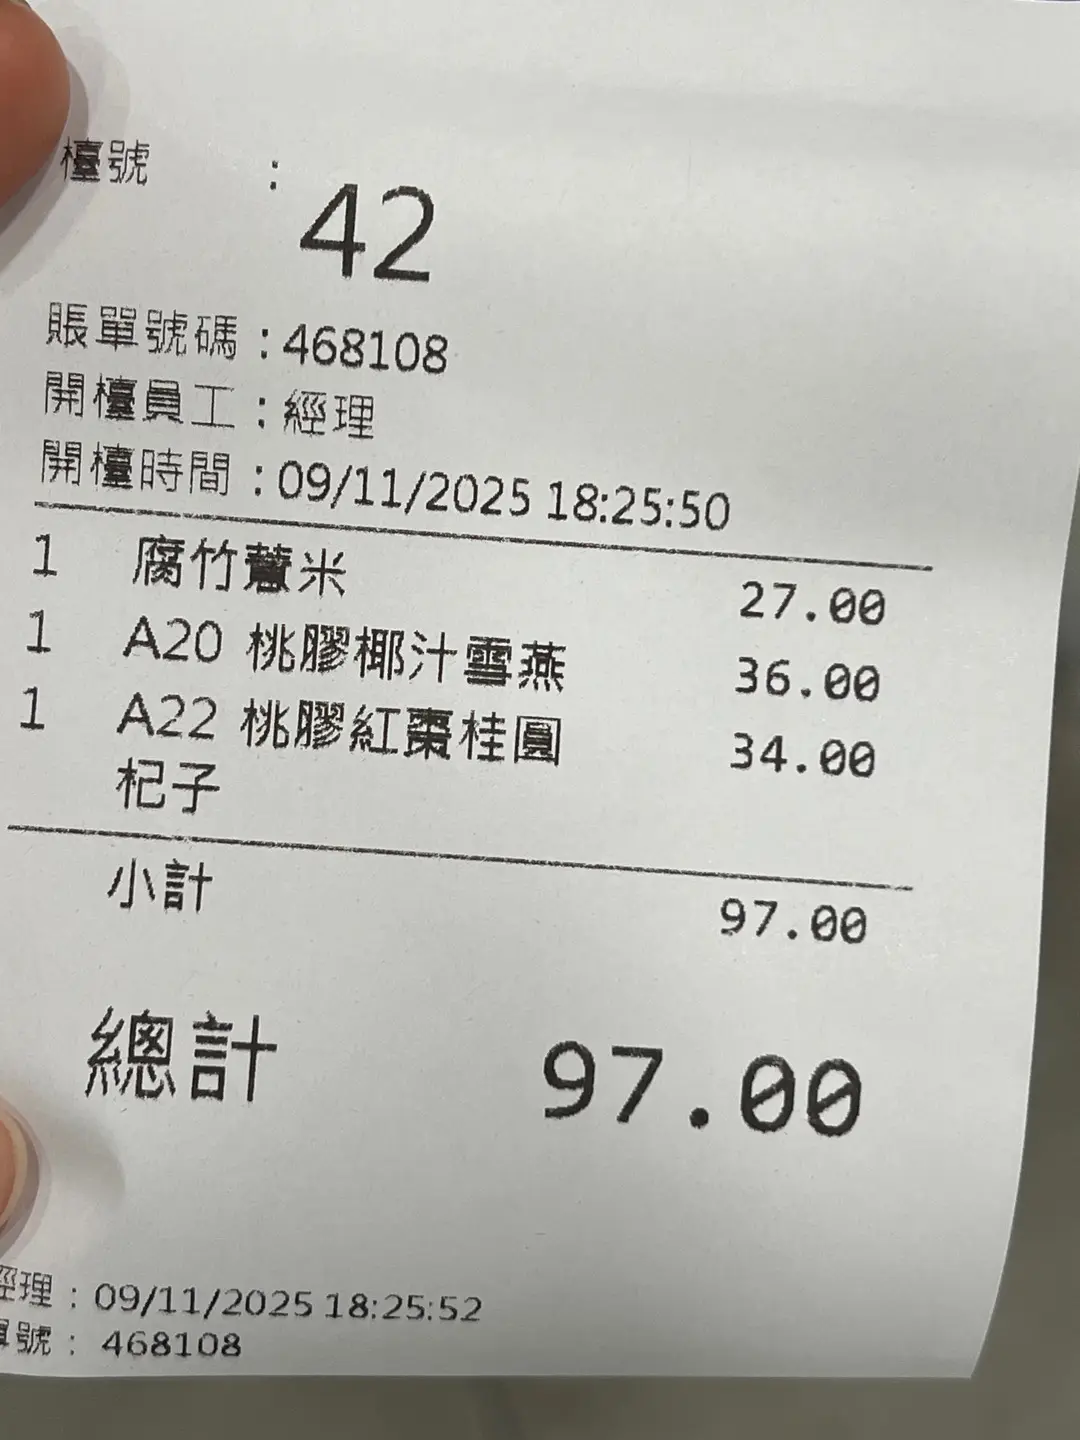 檯號 :
42
賬單號碼 :468108
開檯員工 :經理
開檯時間 :09/11/2025 18:25:50
1 腐竹薏米 27.00
1 A20 桃膠椰汁雪燕 36.00
1 A22 桃膠紅棗桂圓 34.00
杞子
小計 97.00
總計 97.00
經理 : 09/11/2025 18:25:52
單號 : 468108